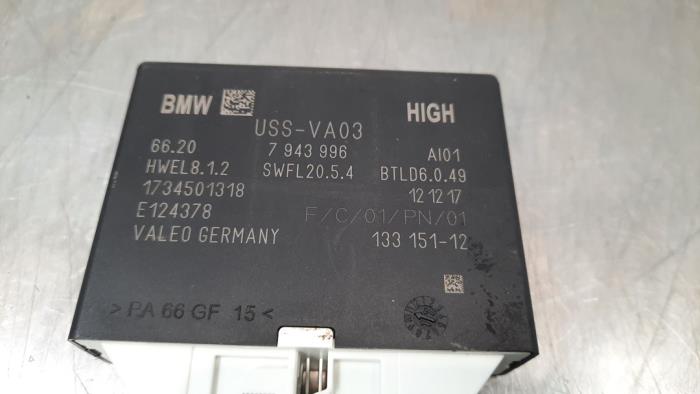 BMW HIGH
USS-VA03
66.20 7 943 996 AI01
HWEL8.1.2 SWFL20.5.4 BTLD6.0.49
1734501318 12 12 17
E124378 F/C/01/PN/01
VALEO GERMANY 133 151-12
> PA 66 GF 15 <